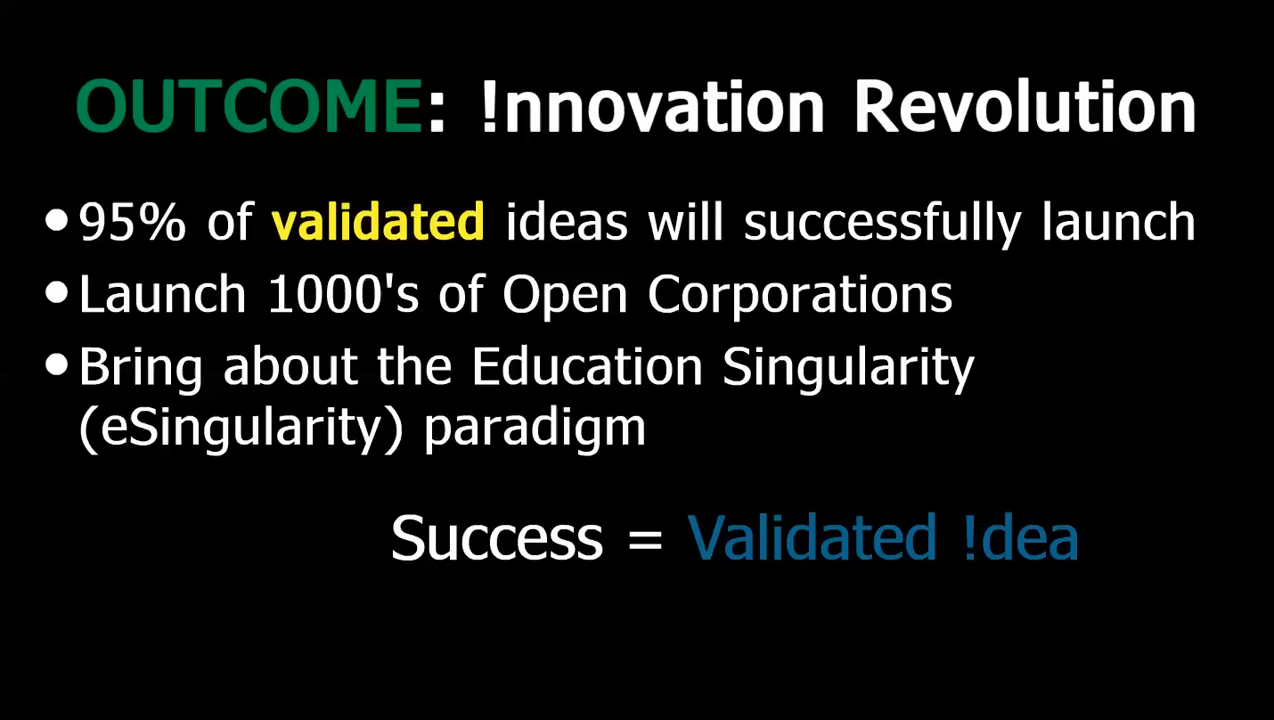 OUTCOME: !nnovation Revolution
•95% of validated ideas will successfully launch
•Launch 1000's of Open Corporations
•Bring about the Education Singularity
(eSingularity) paradigm
Success = Validated !dea